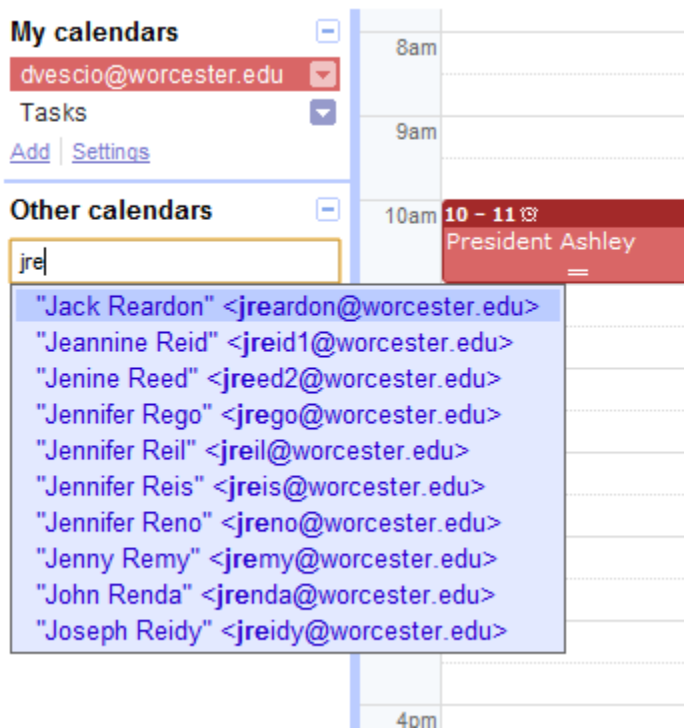 My calendars
dvescio@worcester.edu
Tasks
Add Settings
Other calendars
jre
"Jack Reardon" <jreardon@worcester.edu>
"Jeannine Reid" <jreid1@worcester.edu>
"Jenine Reed" <jreed2@worcester.edu>
"Jennifer Rego" <jrego@worcester.edu>
"Jennifer Reil" <jreil@worcester.edu>
"Jennifer Reis" <jreis@worcester.edu>
"Jennifer Reno" <jreno@worcester.edu>
"Jenny Remy" <jremy@worcester.edu>
"John Renda" <jrenda@worcester.edu>
"Joseph Reidy" <jreidy@worcester.edu>
8am
9am
10am 10 – 11
President Ashley
4pm